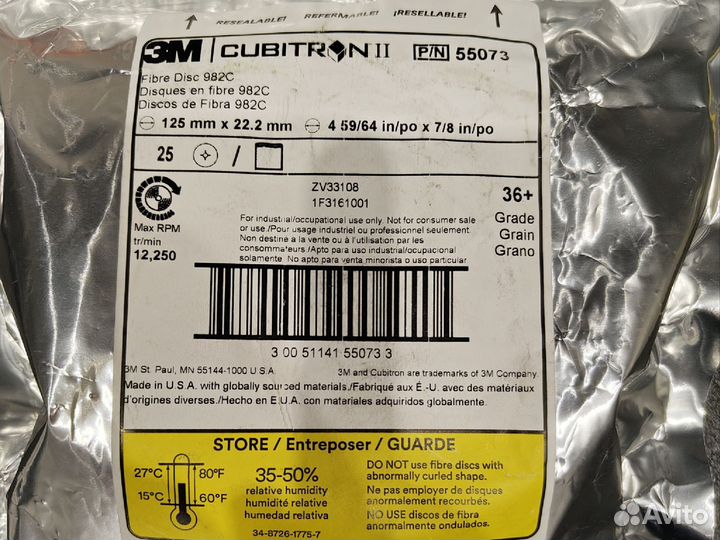 RESEALABLE! REFERMABLE! ¡RESELLABLE!
3M CUBITRON II P/N 55073
Fibre Disc 982C
Disques en fibre 982C
Discos de Fibra 982C
125 mm x 22.2 mm 4 59/64 in/po x 7/8 in/po
25 /
ZV33108
1F3161001
36+
Grade
Grain
Grano
Max RPM
tr/min
12,250
For industrial/occupational use only. Not for consumer sale
or use./Pour usage industriel ou professionnel seulement.
Non destiné a la vente ou à l'utilisation par les
consommateurs./Apto para uso industrial/ocupacional
solamente. No apto para venta minorista o uso particular
3 00 51141 55073 3
3M St. Paul, MN 55144-1000 U.S.A. 3M and Cubitron are trademarks of 3M Company.
Made in U.S.A. with globally sourced materials./Fabriqué aux É.-U. avec des matériaux
d'origines diverses./Hecho en E.U.A. con materiales adquiridos globalmente.
STORE / Entreposer / GUARDE
27°C 80°F
15°C 60°F
35-50%
relative humidity
humidité relative
humedad relativa
34-8726-1775-7
DO NOT use fibre discs with
abnormally curled shape.
Ne pas employer de disques
anormalement recourbés.
NO USE discos de fibra
anormalmente ondulados.
Avito